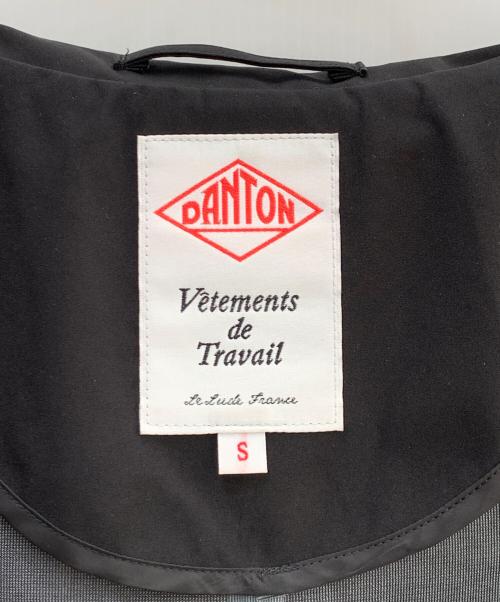 DANTON
Vêtements
de
Travail
Le Lude France
S